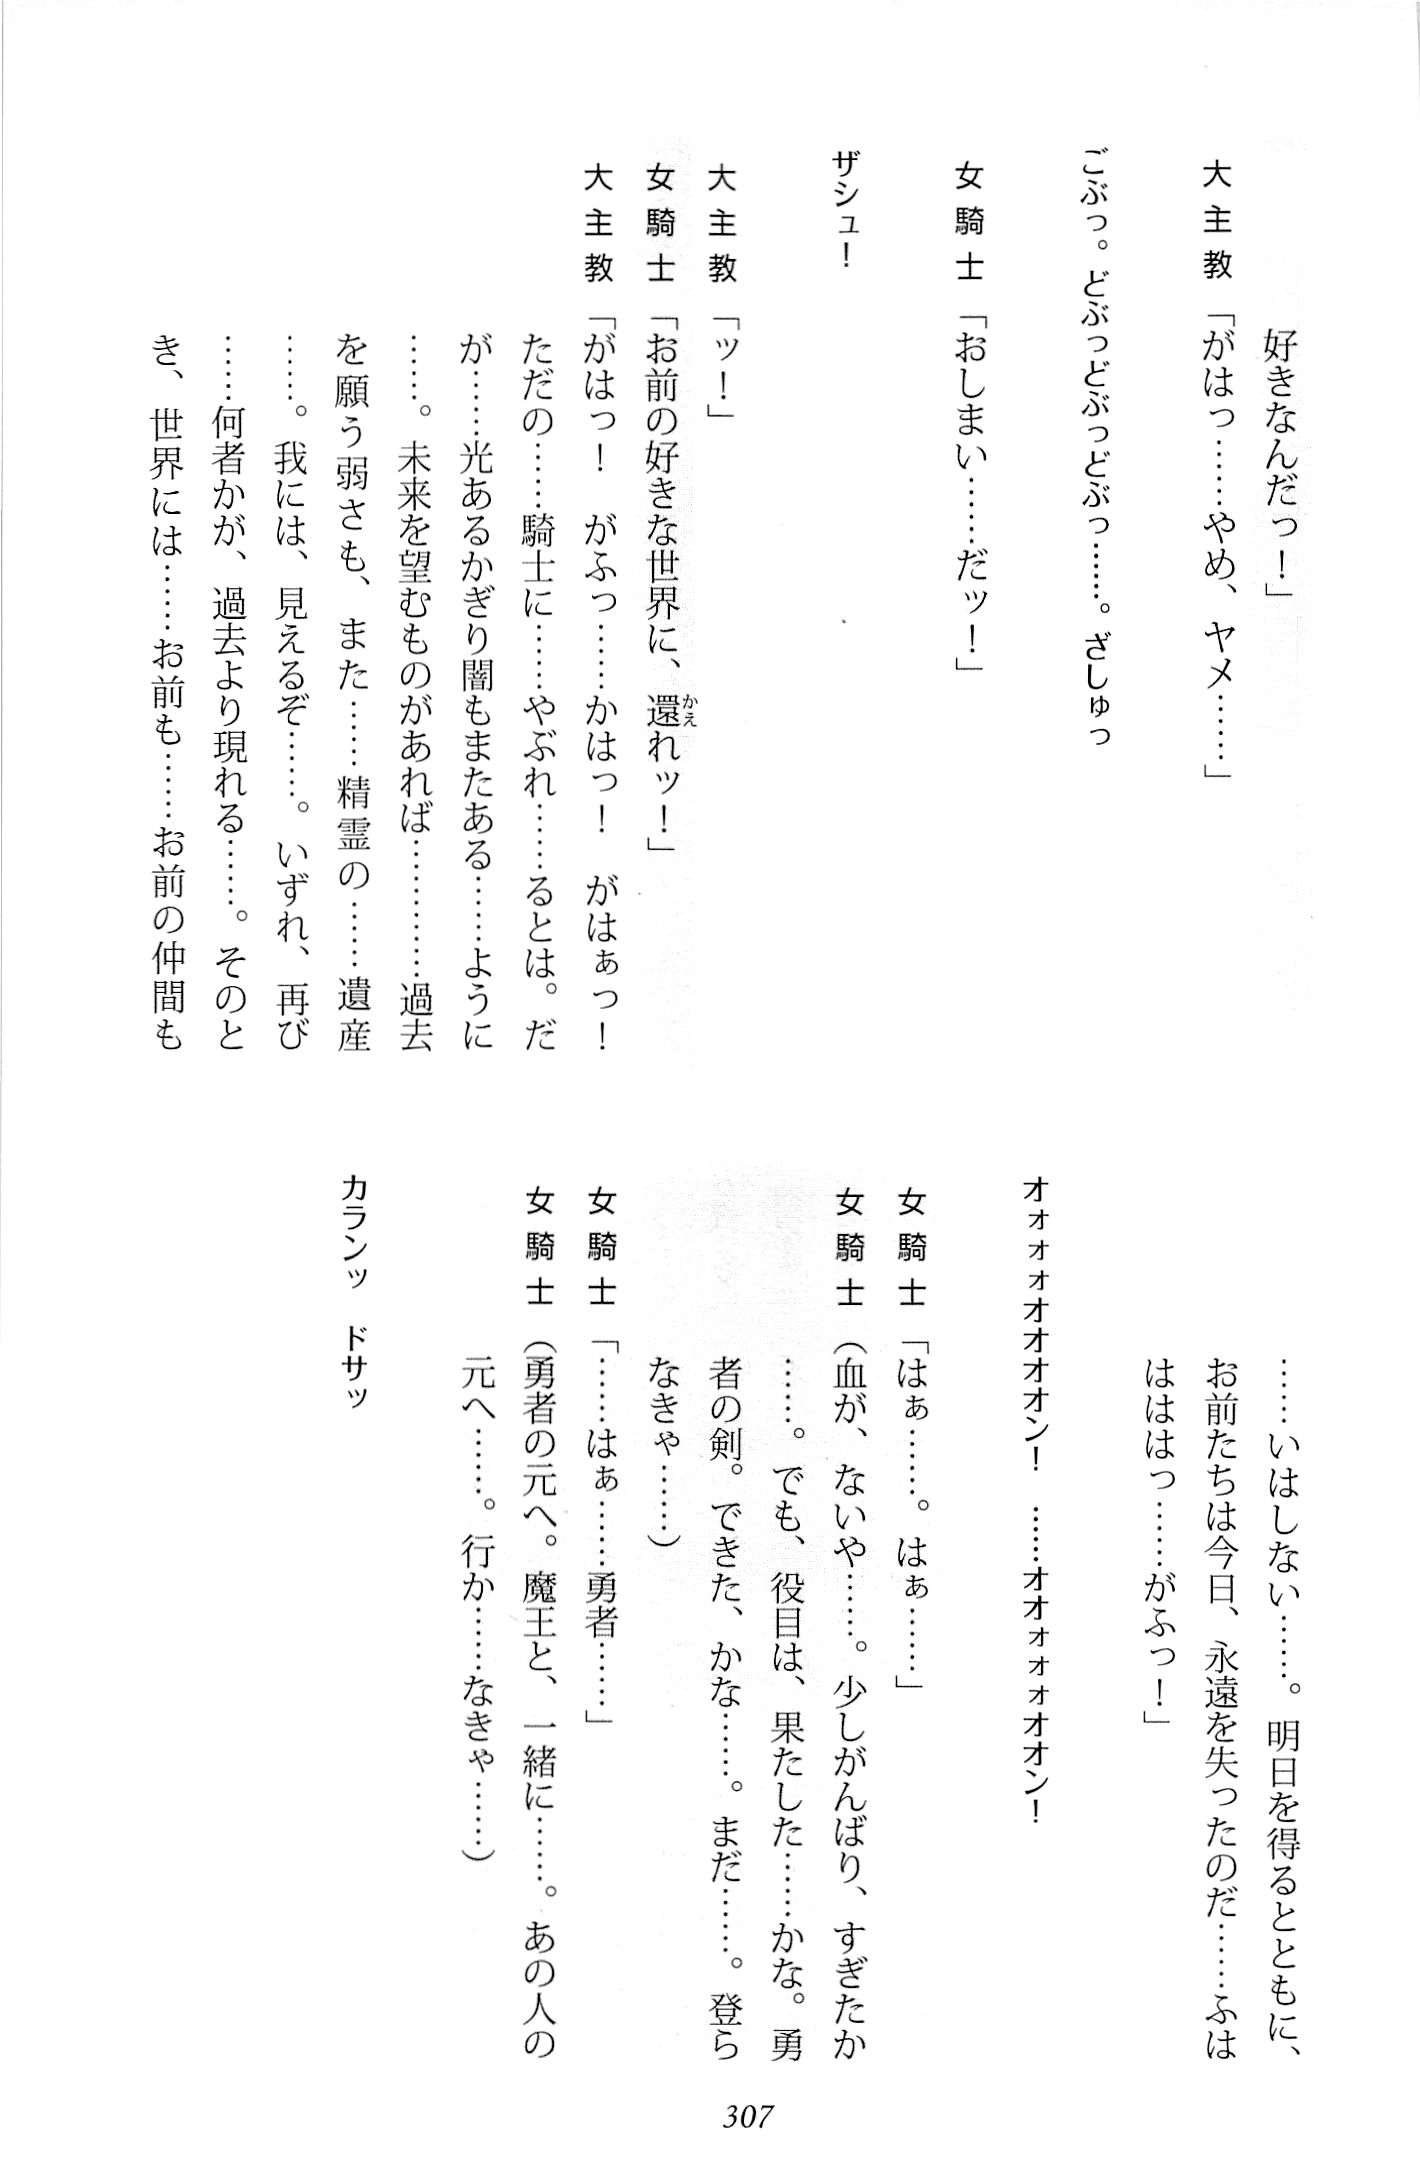 好きなんだっ！」
大主教「がはっ……やめ、ヤメ……」
ごぶっ。どぶっどぶっどぶっ……。ざしゅっ
女騎士「おしまい……だッ！」
ザシュ！
大主教「ッ！」
女騎士「お前の好きな世界に、還れッ！」
かえ
大主教「がはっ！　がふっ……かはっ！　がはぁっ！
ただの……騎士に……やぶれ……るとは。だ
が……光あるかぎり闇もまたある……ように
……。未来を望むものがあれば…………過去
を願う弱さも、また……精霊の……遺産
……。我には、見えるぞ……。いずれ、再び
……何者かが、過去より現れる……。そのと
き、世界には……お前も……お前の仲間も
……いはしない……。明日を得るとともに、
お前たちは今日、永遠を失ったのだ……ふは
はははっ……がふっ！」
オォォォオオオオン！　……オオォォォオオン！
女騎士「はぁ……。はぁ……」
女騎士（血が、ないや……。少しがんばり、すぎたか
……。でも、役目は、果たした……かな。勇
者の剣。できた、かな……。まだ……。登ら
なきゃ……）
女騎士「……はぁ……勇者……」
女騎士（勇者の元へ。魔王と、一緒に……。あの人の
元へ……。行か……なきゃ……）
カランッ　ドサッ
307